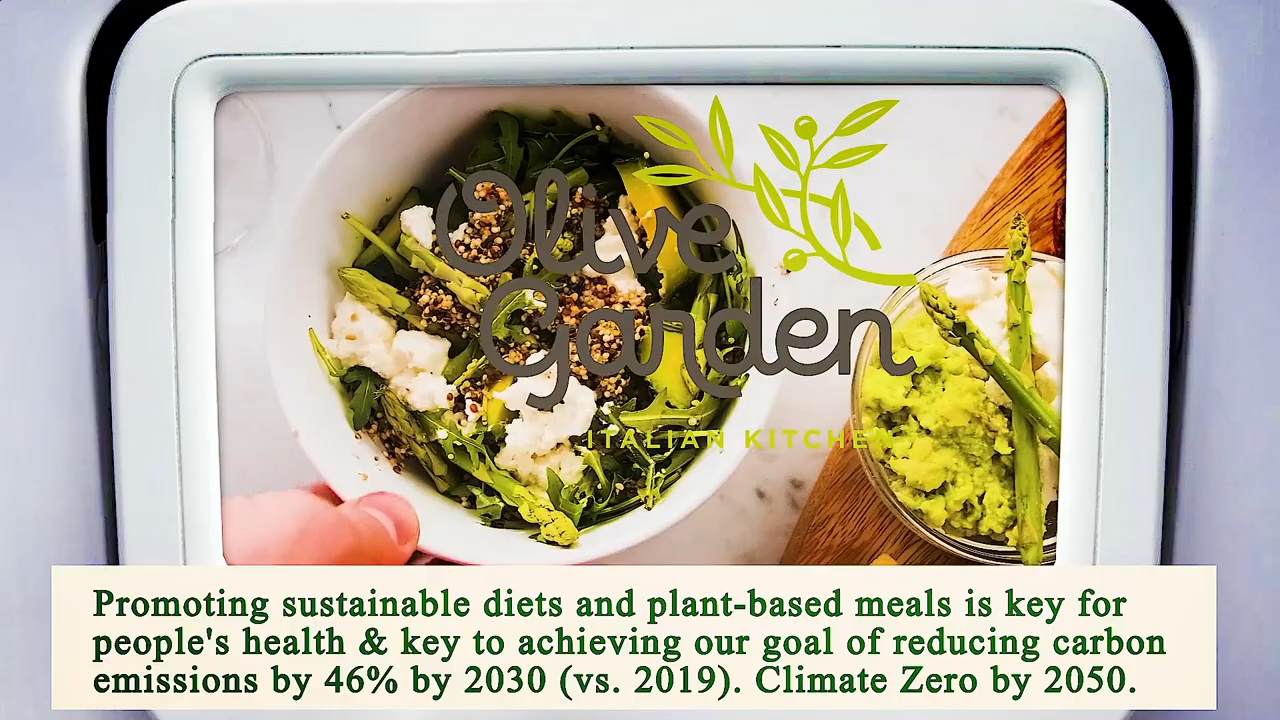 Olive
Garden
ITALIAN KITCHEN
Promoting sustainable diets and plant-based meals is key for
people's health & key to achieving our goal of reducing carbon
emissions by 46% by 2030 (vs. 2019). Climate Zero by 2050.